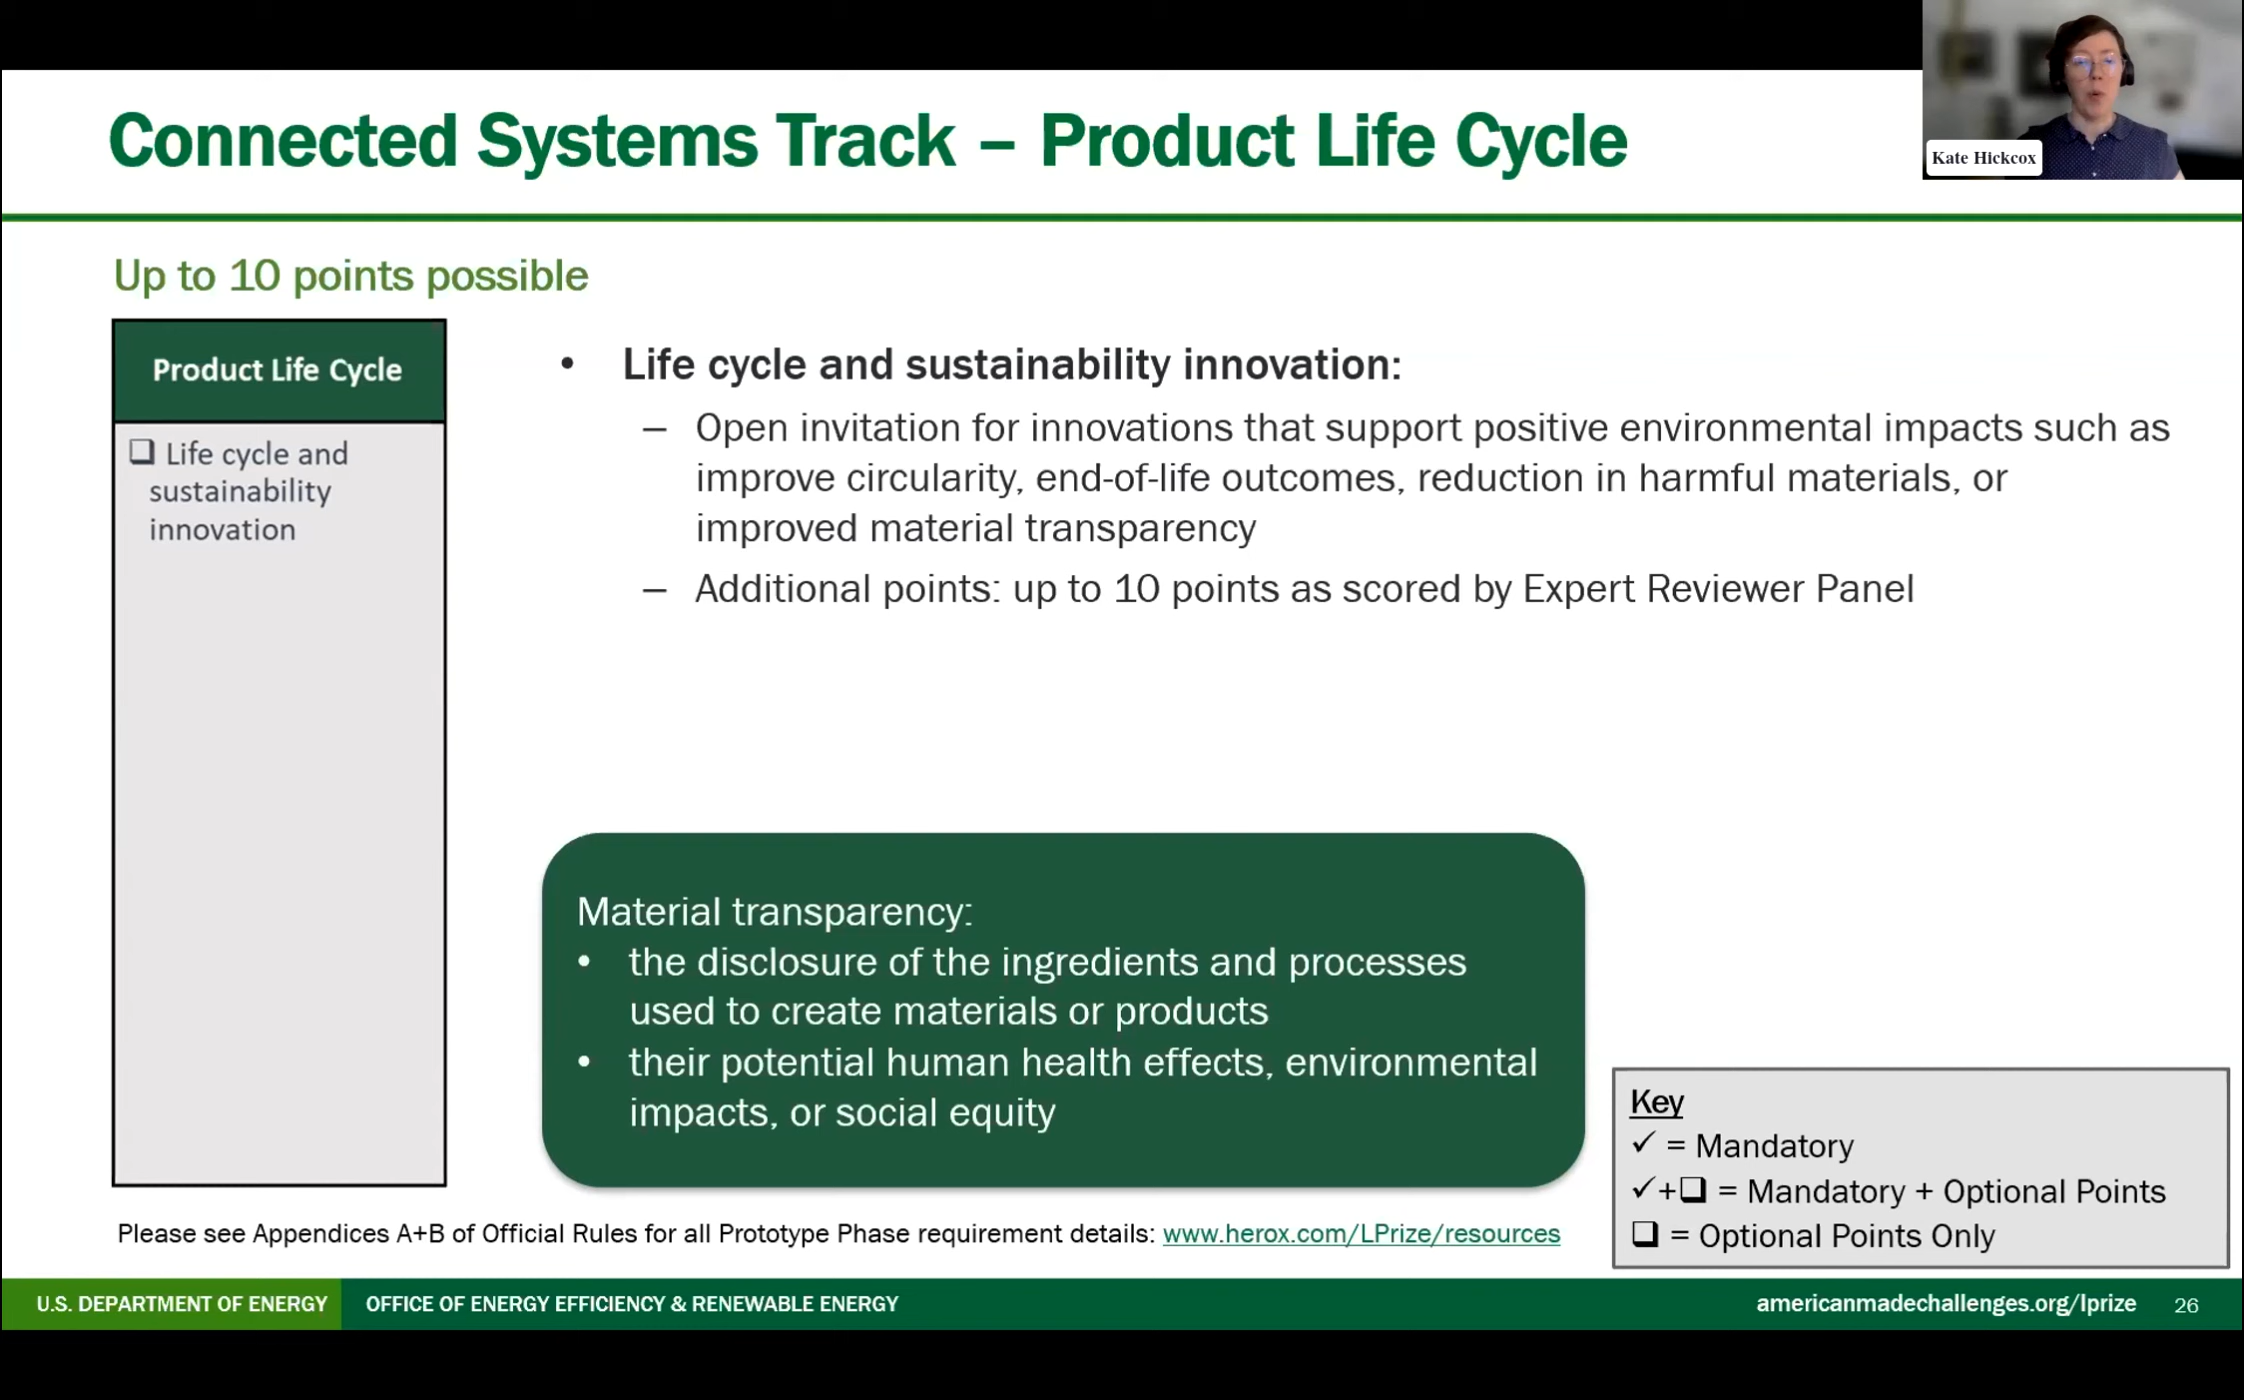 Connected Systems Track – Product Life Cycle
Kate Hickcox
Up to 10 points possible
Product Life Cycle
❑ Life cycle and
sustainability
innovation
• Life cycle and sustainability innovation:
– Open invitation for innovations that support positive environmental impacts such as
improve circularity, end-of-life outcomes, reduction in harmful materials, or
improved material transparency
– Additional points: up to 10 points as scored by Expert Reviewer Panel
Material transparency:
• the disclosure of the ingredients and processes
used to create materials or products
• their potential human health effects, environmental
impacts, or social equity
Key
✓ = Mandatory
✓+❑ = Mandatory + Optional Points
❑ = Optional Points Only
Please see Appendices A+B of Official Rules for all Prototype Phase requirement details: www.herox.com/LPrize/resources
U.S. DEPARTMENT OF ENERGY OFFICE OF ENERGY EFFICIENCY & RENEWABLE ENERGY americanmadechallenges.org/lprize 26